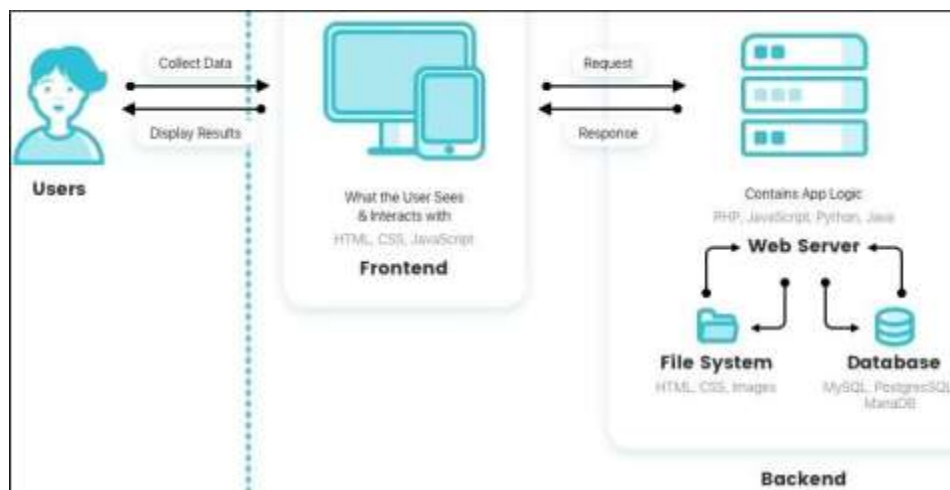 Collect Data
Display Results
Users
What the User Sees
& Interacts with
HTML, CSS, JavaScript
Frontend
Request
Response
Contains App Logic
PHP, JavaScript, Python, Java
Web Server
File System
HTML, CSS, Images
Database
MySQL, PostgreSQL,
MariaDB
Backend